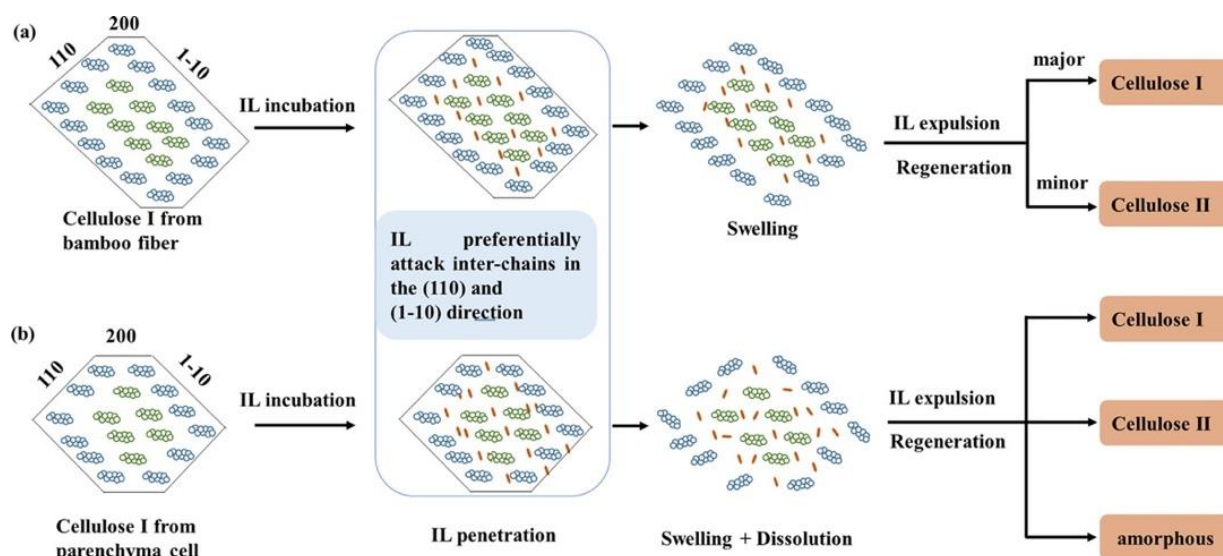 (a)
200
110
1-10
Cellulose I from
bamboo fiber
IL incubation
IL preferentially
attack inter-chains in
the (110) and
(1-10) direction
Swelling
IL expulsion
Regeneration
major
Cellulose I
minor
Cellulose II
(b)
200
110
1-10
Cellulose I from
parenchyma cell
IL incubation
IL penetration
Swelling + Dissolution
IL expulsion
Regeneration
Cellulose I
Cellulose II
amorphous